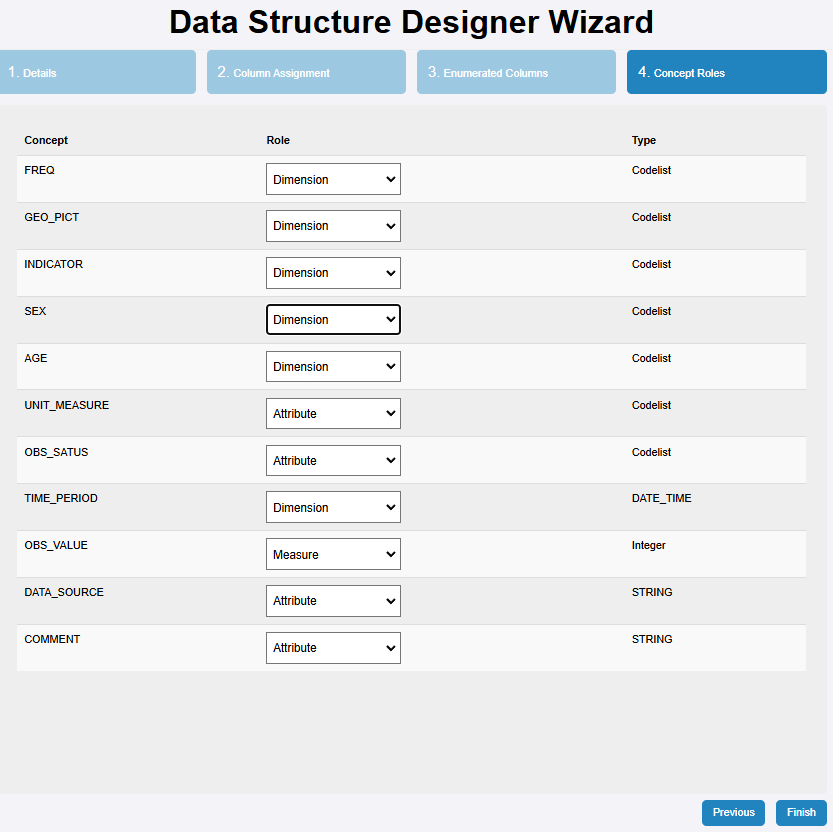 Data Structure Designer Wizard
1. Details 2. Column Assignment 3. Enumerated Columns 4. Concept Roles
Concept Role Type
FREQ Dimension Codelist
GEO_PICT Dimension Codelist
INDICATOR Dimension Codelist
SEX Dimension Codelist
AGE Dimension Codelist
UNIT_MEASURE Attribute Codelist
OBS_SATUS Attribute Codelist
TIME_PERIOD Dimension DATE_TIME
OBS_VALUE Measure Integer
DATA_SOURCE Attribute STRING
COMMENT Attribute STRING
Previous Finish